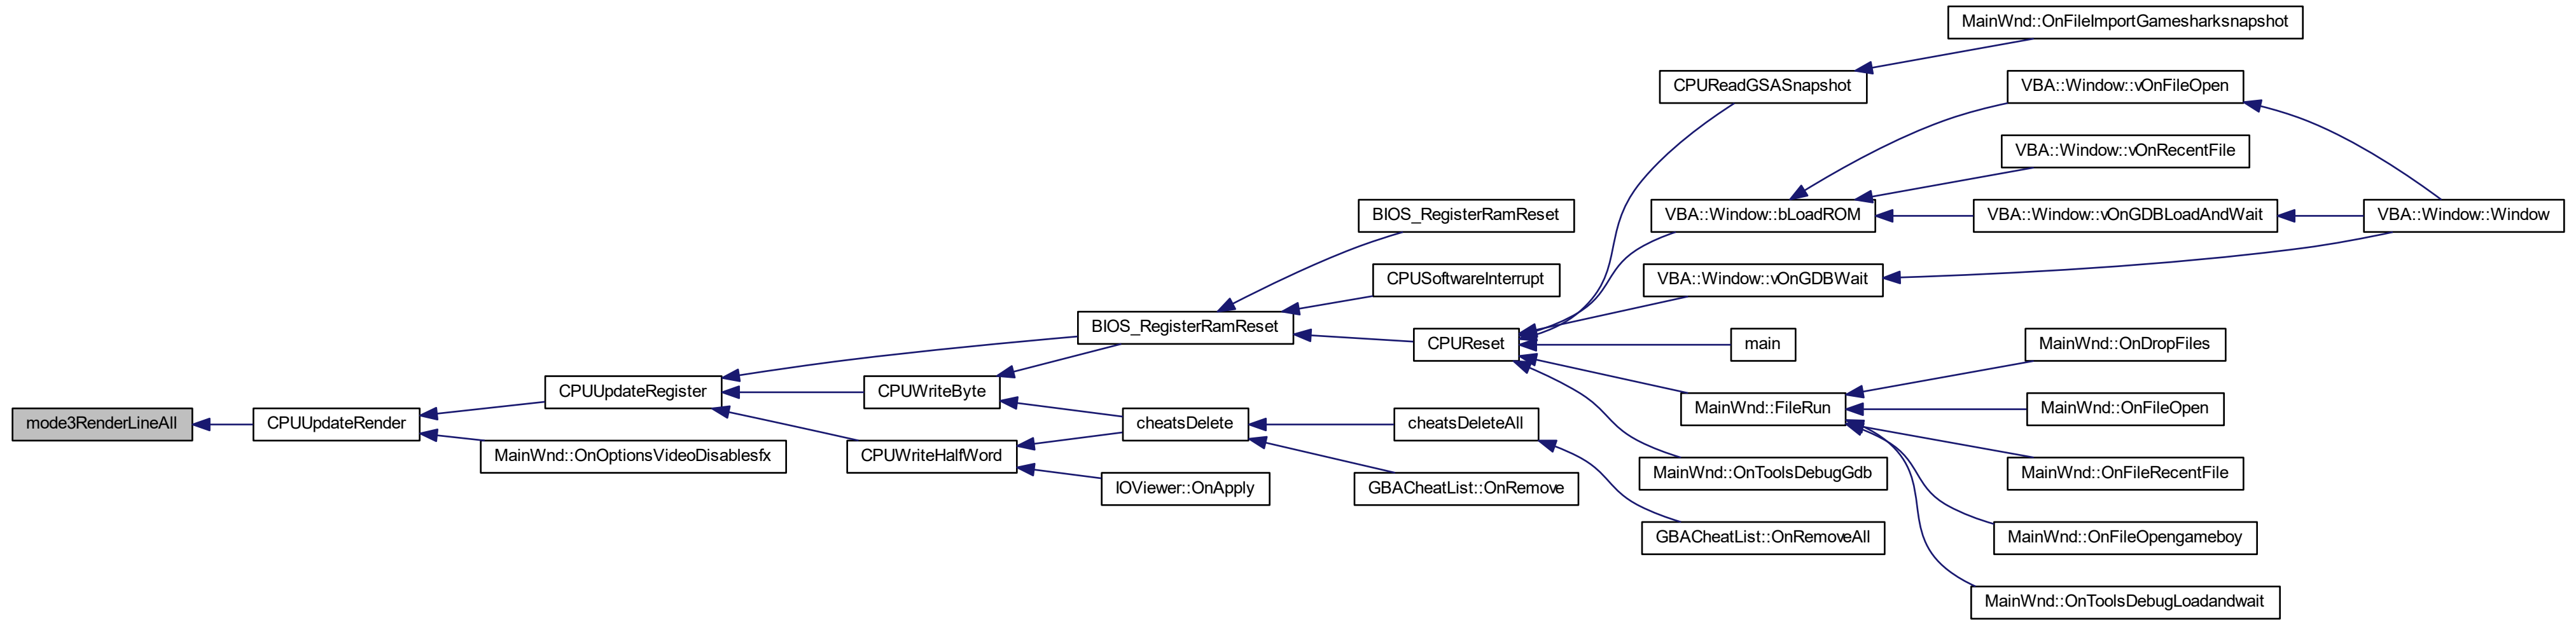 MainWnd::OnFileImportGamesharksnapshot
CPUReadGSASnapshot
VBA::Window::vOnFileOpen
VBA::Window::vOnRecentFile
BIOS_RegisterRamReset
VBA::Window::bLoadROM
VBA::Window::vOnGDBLoadAndWait
VBA::Window::Window
CPUSoftwareInterrupt
VBA::Window::vOnGDBWait
BIOS_RegisterRamReset
CPUReset
main
MainWnd::OnDropFiles
CPUUpdateRegister
CPUWriteByte
MainWnd::FileRun
MainWnd::OnFileOpen
mode3RenderLineAll
CPUUpdateRender
cheatsDelete
cheatsDeleteAll
MainWnd::OnOptionsVideoDisablesfx
CPUWriteHalfWord
MainWnd::OnToolsDebugGdb
MainWnd::OnFileRecentFile
IOViewer::OnApply
GBACheatList::OnRemove
GBACheatList::OnRemoveAll
MainWnd::OnFileOpengameboy
MainWnd::OnToolsDebugLoadandwait